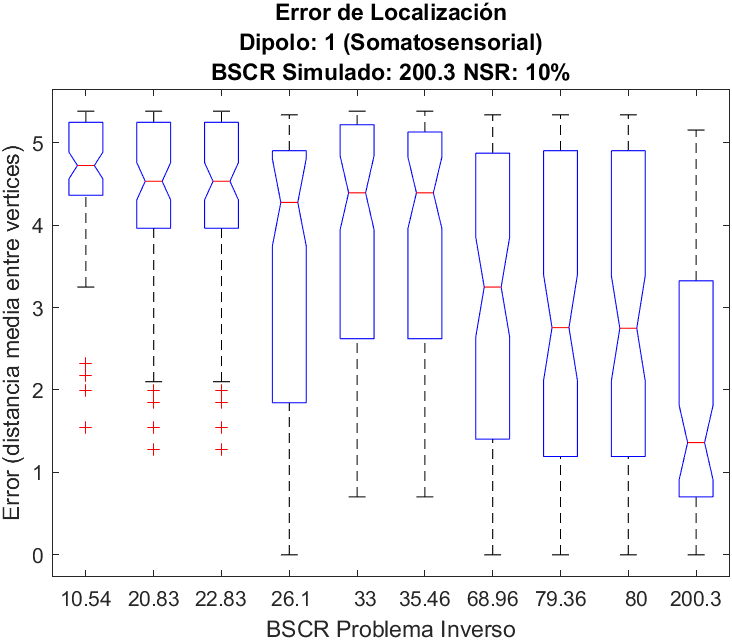 Error de Localización
Dipolo: 1 (Somatosensorial)
BSCR Simulado: 200.3 NSR: 10%
Error (distancia media entre vertices)
5
4
3
2
1
0
10.54 20.83 22.83 26.1 33 35.46 68.96 79.36 80 200.3
BSCR Problema Inverso